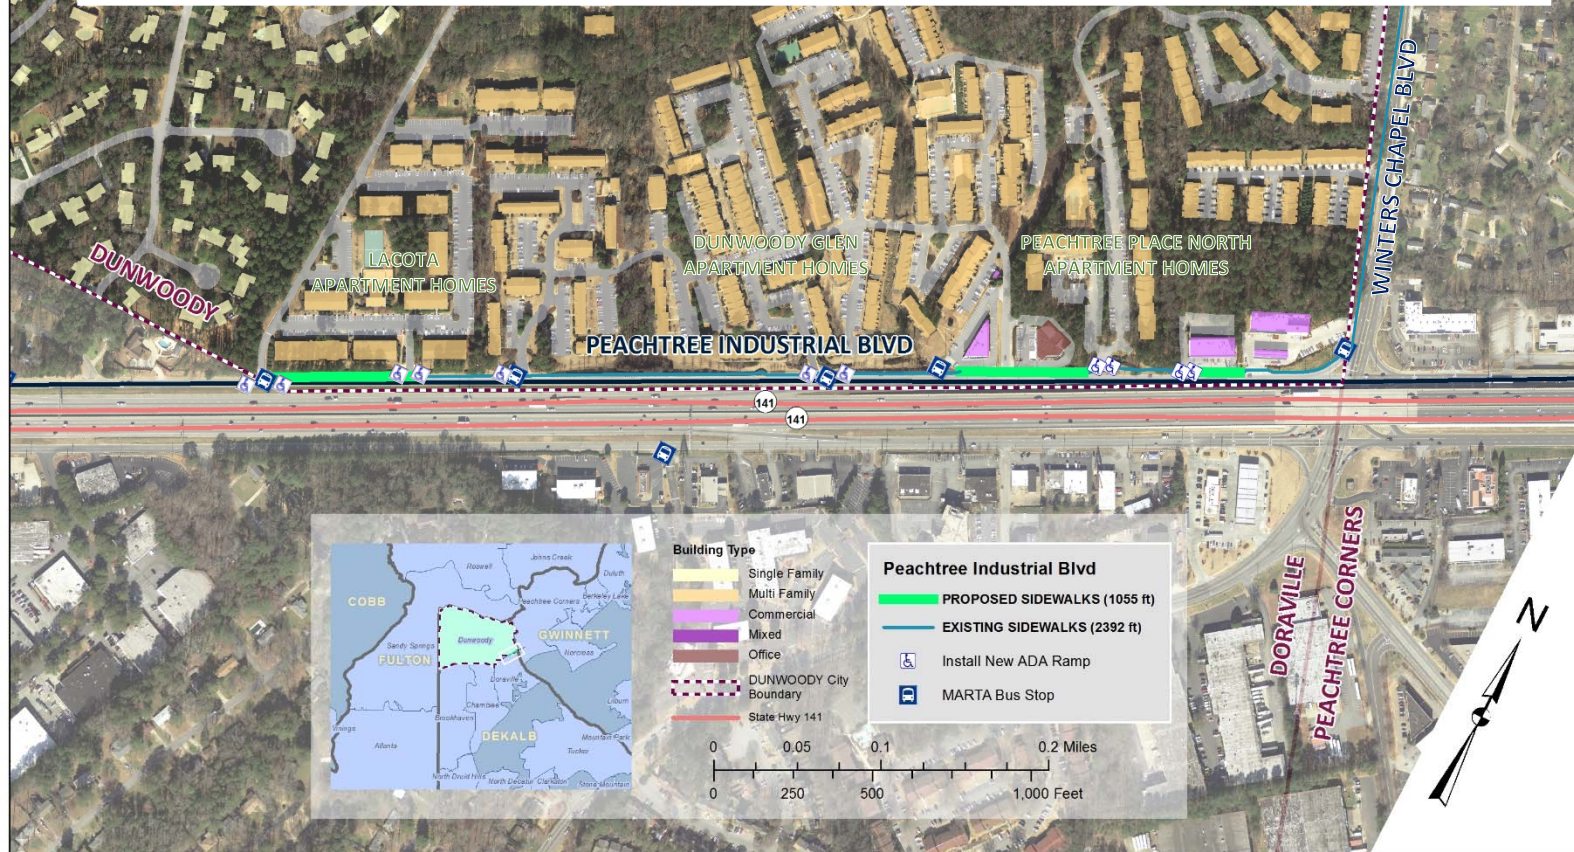 WINTERS CHAPEL BLVD
DUNWOODY
LACOTA
APARTMENT HOMES
DUNWOODY GLEN
APARTMENT HOMES
PEACHTREE PLACE NORTH
APARTMENT HOMES
PEACHTREE INDUSTRIAL BLVD
141
141
DORAVILLE
PEACHTREE CORNERS
N
COBB
Roswell
Johns Creek
Duluth
Peachtree Corners
Berkeley Lake
Dunwoody
GWINNETT
Sandy Springs
FULTON
Norcross
Doraville
Chamblee
Lilburn
Brookhaven
Vinings
Atlanta
DEKALB
Mountain Park
Tucker
North Druid Hills
North Decatur
Clarkston
Stone Mountain
Building Type
Single Family
Multi Family
Commercial
Mixed
Office
DUNWOODY City
Boundary
State Hwy 141
Peachtree Industrial Blvd
PROPOSED SIDEWALKS (1055 ft)
EXISTING SIDEWALKS (2392 ft)
Install New ADA Ramp
MARTA Bus Stop
0 0.05 0.1 0.2 Miles
0 250 500 1,000 Feet